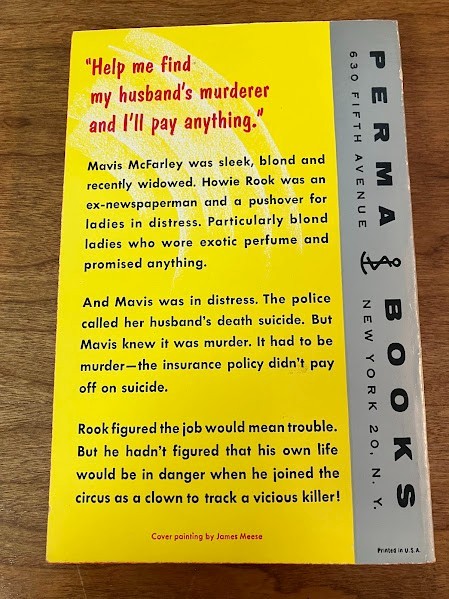 "Help me find
my husband's murderer
and I'll pay anything."
Mavis McFarley was sleek, blond and
recently widowed. Howie Rook was an
ex-newspaperman and a pushover for
ladies in distress. Particularly blond
ladies who wore exotic perfume and
promised anything.
And Mavis was in distress. The police
called her husband's death suicide. But
Mavis knew it was murder. It had to be
murder—the insurance policy didn't pay
off on suicide.
Rook figured the job would mean trouble.
But he hadn't figured that his own life
would be in danger when he joined the
circus as a clown to track a vicious killer!
Cover painting by James Meese
PERMA BOOKS
630 FIFTH AVENUE NEW YORK 20, N. Y.
Printed in U.S.A.